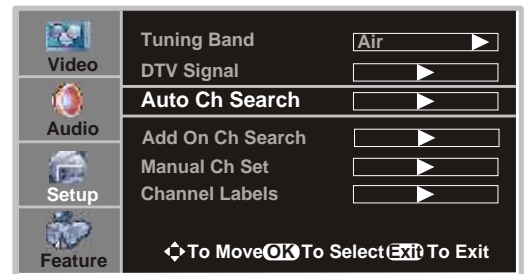 Video
Audio
Setup
Feature
Tuning Band Air
DTV Signal
Auto Ch Search
Add On Ch Search
Manual Ch Set
Channel Labels
To Move OK To Select Exit To Exit